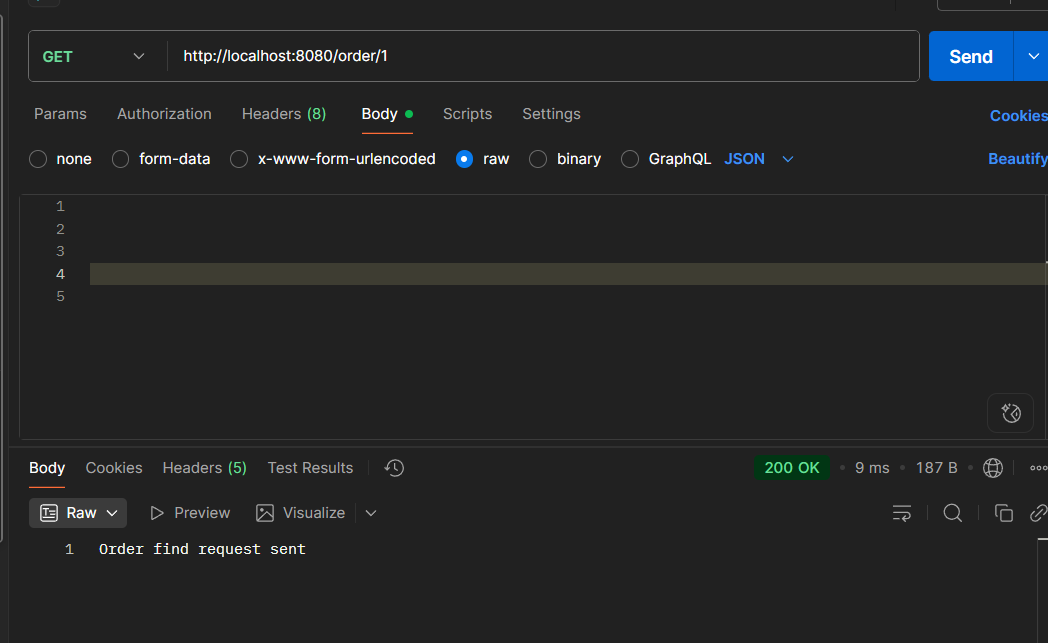 GET http://localhost:8080/order/1 Send
Params Authorization Headers (8) Body Scripts Settings Cookies
none form-data x-www-form-urlencoded raw binary GraphQL JSON Beautify
1
2
3
4
5
Body Cookies Headers (5) Test Results 200 OK • 9 ms • 187 B •
Raw Preview Visualize
1 Order find request sent